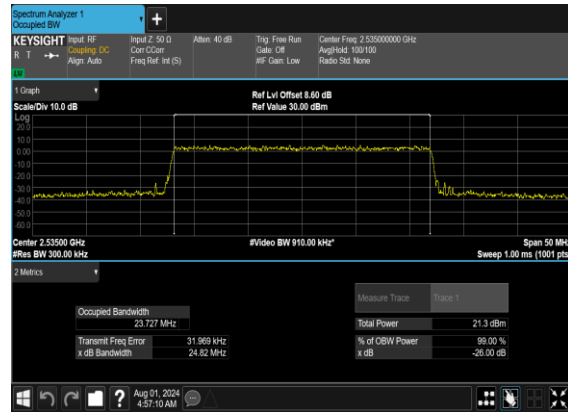 Spectrum Analyzer 1
Occupied BW
+
KEYSIGHT Input: RF Input Z: 50 Ω Atten: 40 dB Trig: Free Run Center Freq: 2.535000000 GHz
R T Coupling: DC Corr CCorr Gate: Off Avg|Hold: 100/100
Align: Auto Freq Ref: Int (S) #IF Gain: Low Radio Std: None
LU
1 Graph
Ref Lvl Offset 8.60 dB
Scale/Div 10.0 dB Ref Value 30.00 dBm
Log
20.0
10.0
0.00
-10.0
-20.0
-30.0
-40.0
-50.0
-60.0
Center 2.53500 GHz #Video BW 910.00 kHz* Span 50 MHz
#Res BW 300.00 kHz Sweep 1.00 ms (1001 pts
2 Metrics
Measure Trace Trace 1
Occupied Bandwidth
23.727 MHz Total Power 21.3 dBm
Transmit Freq Error 31.969 kHz % of OBW Power 99.00 %
x dB Bandwidth 24.82 MHz x dB -26.00 dB
? Aug 01, 2024
4:57:10 AM